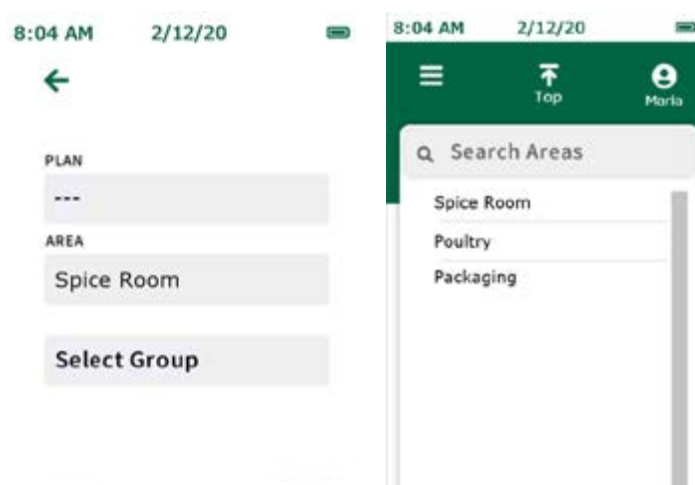 8:04 AM 2/12/20
PLAN
---
AREA
Spice Room
Select Group
8:04 AM 2/12/20
Top
Maria
Search Areas
Spice Room
Poultry
Packaging